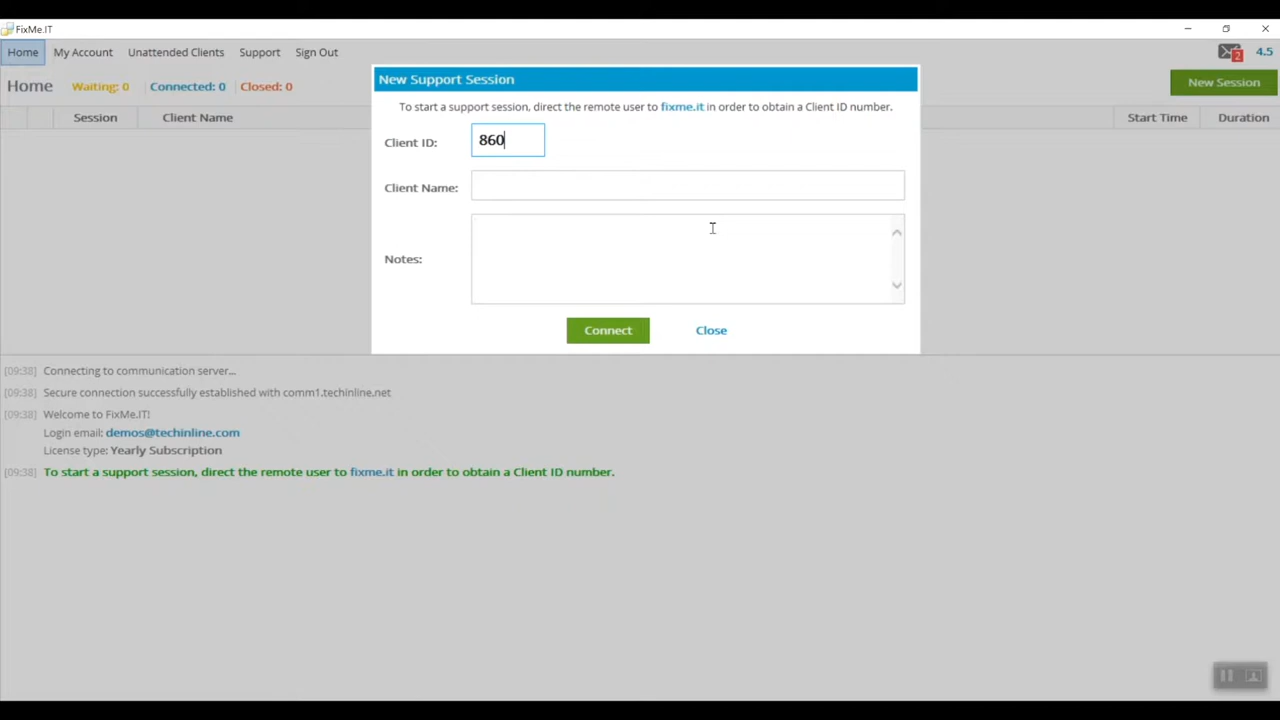 FixMe.IT
Home My Account Unattended Clients Support Sign Out
2 4.5
Home Waiting: 0 Connected: 0 Closed: 0
New Session
Session Client Name Start Time Duration
New Support Session
To start a support session, direct the remote user to fixme.it in order to obtain a Client ID number.
Client ID: 860
Client Name:
Notes:
Connect Close
[09:38] Connecting to communication server...
[09:38] Secure connection successfully established with comm1.techinline.net
[09:38] Welcome to FixMe.IT!
Login email: demos@techinline.com
License type: Yearly Subscription
[09:38] To start a support session, direct the remote user to fixme.it in order to obtain a Client ID number.